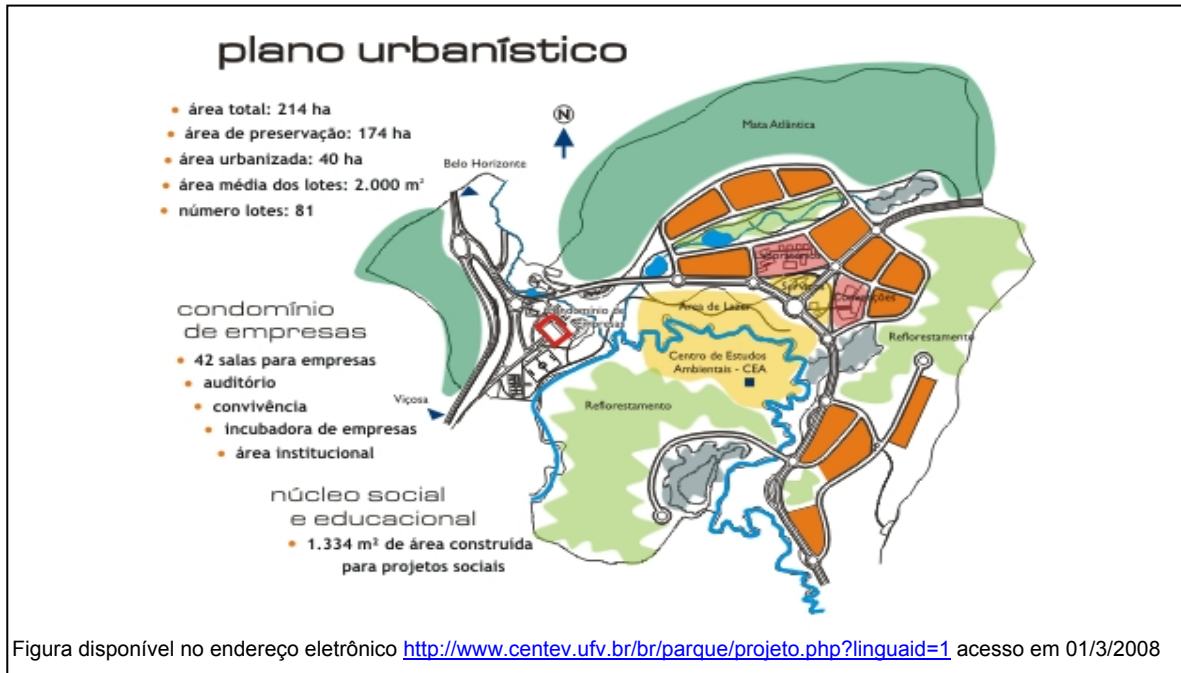 plano urbanístico
• área total: 214 ha
• área de preservação: 174 ha
• área urbanizada: 40 ha
• área média dos lotes: 2.000 m²
• número lotes: 81
N
Mata Atlântica
Belo Horizonte
condomínio
de empresas
• 42 salas para empresas
• auditório
• convivência
• incubadora de empresas
• área institucional
Condomínio de
Empresas
Área de Lazer
Serviços
Centro de Estudos
Ambientais - CEA
Reflorestamento
Viçosa
Reflorestamento
núcleo social
e educacional
• 1.334 m² de área construída
para projetos sociais
Figura disponível no endereço eletrônico http://www.centev.ufv.br/br/parque/projeto.php?linguaid=1 acesso em 01/3/2008